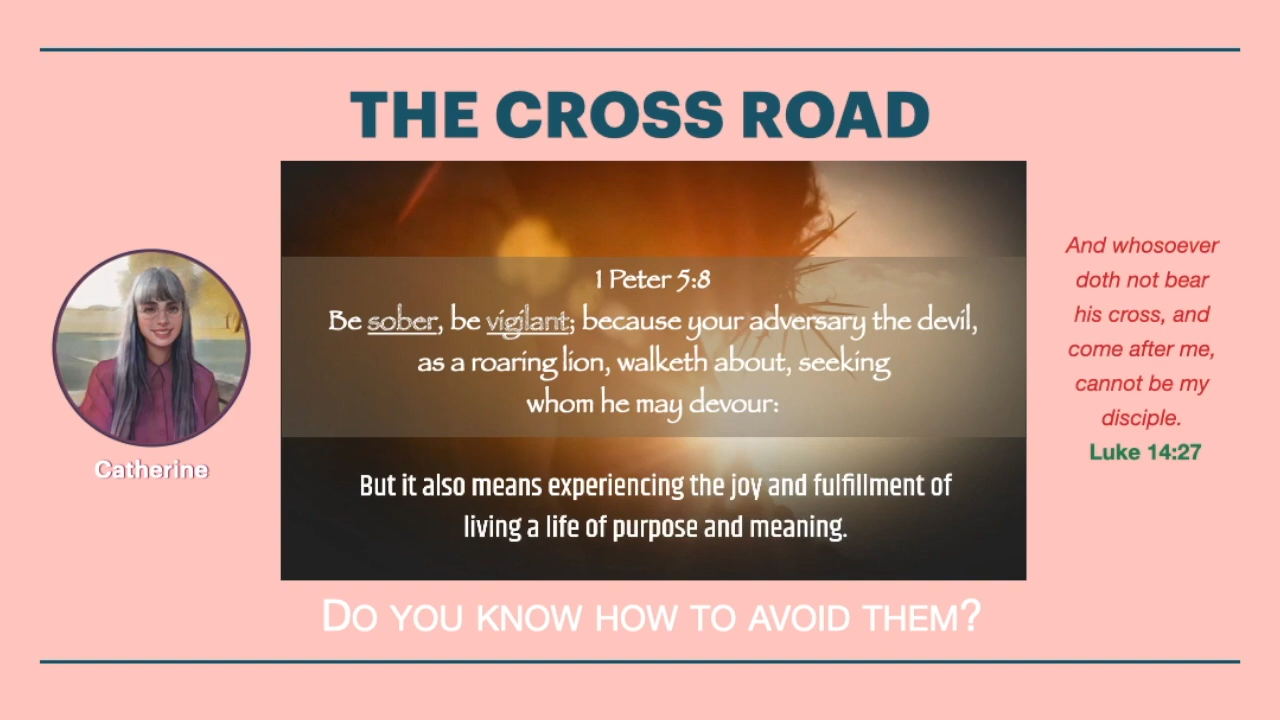 THE CROSS ROAD
Catherine
1 Peter 5:8
Be sober, be vigilant; because your adversary the devil,
as a roaring lion, walketh about, seeking
whom he may devour:
But it also means experiencing the joy and fulfillment of
living a life of purpose and meaning.
And whosoever
doth not bear
his cross, and
come after me,
cannot be my
disciple.
Luke 14:27
DO YOU KNOW HOW TO AVOID THEM?